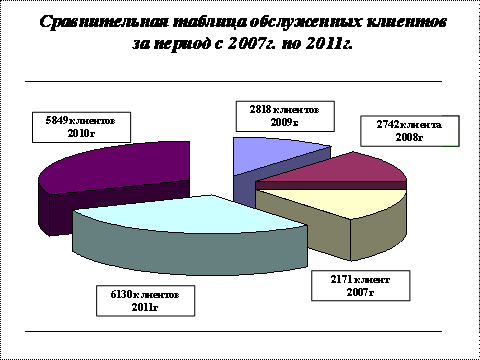 Сравнительная таблица обслуженных клиентов
за период с 2007г. по 2011г.
5849 клиентов
2010г
2818 клиентов
2009г
2742 клиента
2008г
2171 клиент
2007г
6130 клиентов
2011г